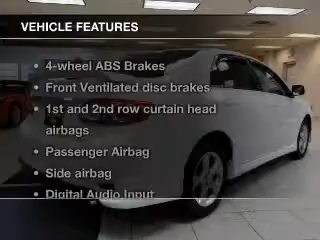 VEHICLE FEATURES
• 4-wheel ABS Brakes
• Front Ventilated disc brakes
• 1st and 2nd row curtain head
airbags
• Passenger Airbag
• Side airbag
• Digital Audio Input